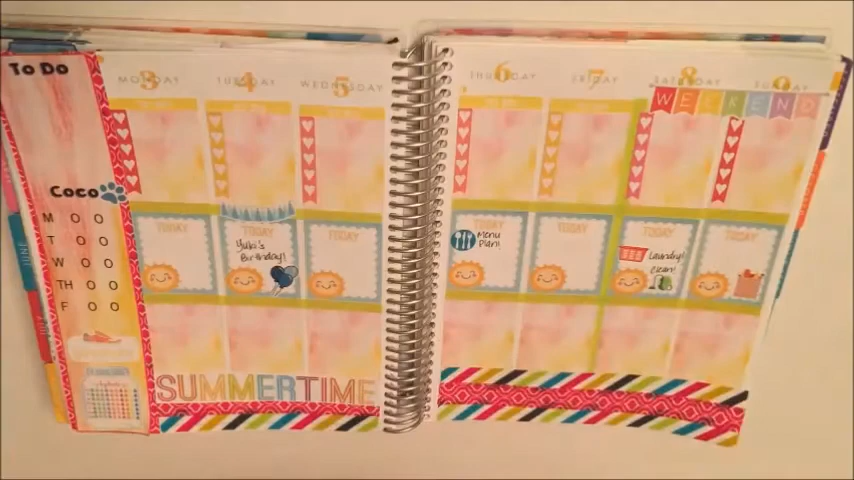 To Do
MONDAY 3
TUESDAY 4
WEDNESDAY 5
THURSDAY 6
FRIDAY 7
SATURDAY 8
SUNDAY 9
WEEKEND
Coco
M
T
W
TH
F
TODAY
TODAY
Yuki's
Birthday!
TODAY
TODAY
Menu
Plan!
TODAY
TODAY
Laundry!
Clean!
TODAY
SUMMERTIME
JUNE